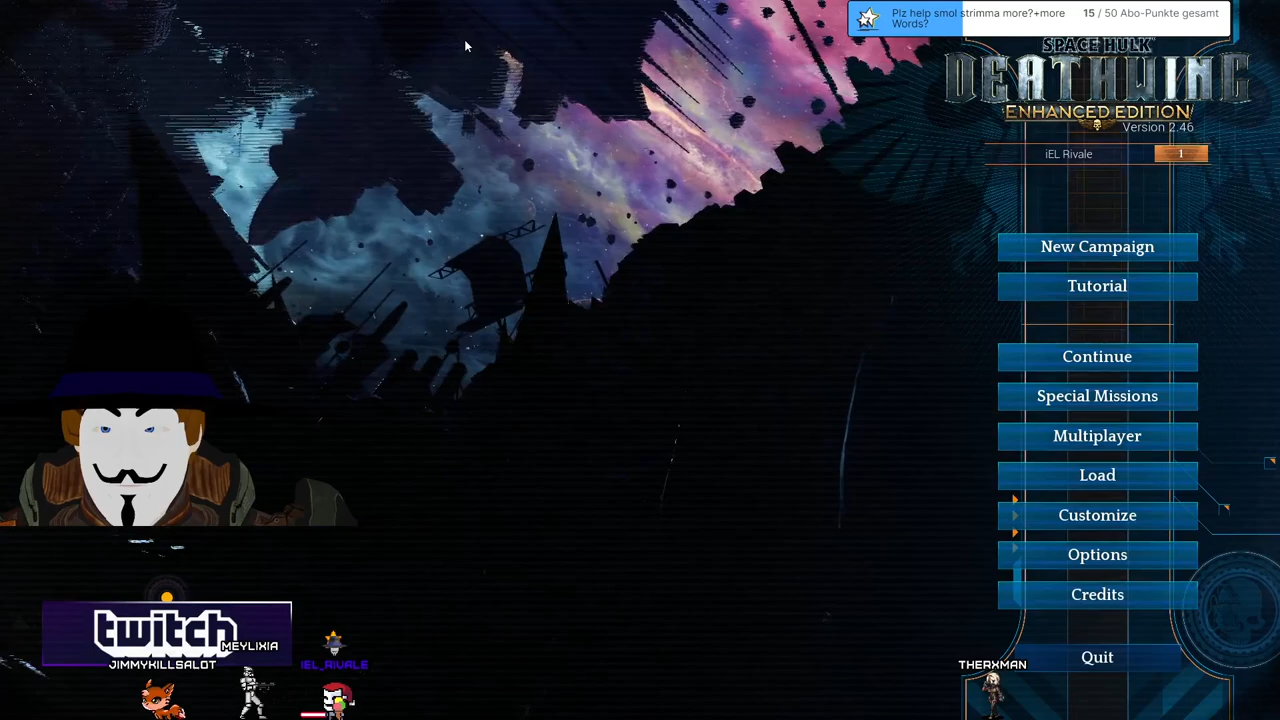 Plz help smol strimma more?+more
Words?
15 / 50 Abo-Punkte gesamt
SPACE HULK
DEATHWING
ENHANCED EDITION
Version 2.46
iEL Rivale
1
New Campaign
Tutorial
Continue
Special Missions
Multiplayer
Load
Customize
Options
Credits
Quit
twitch
MEYLIXIA
JIMMYKILLSALOT
IEL_RIVALE
THERXMAN